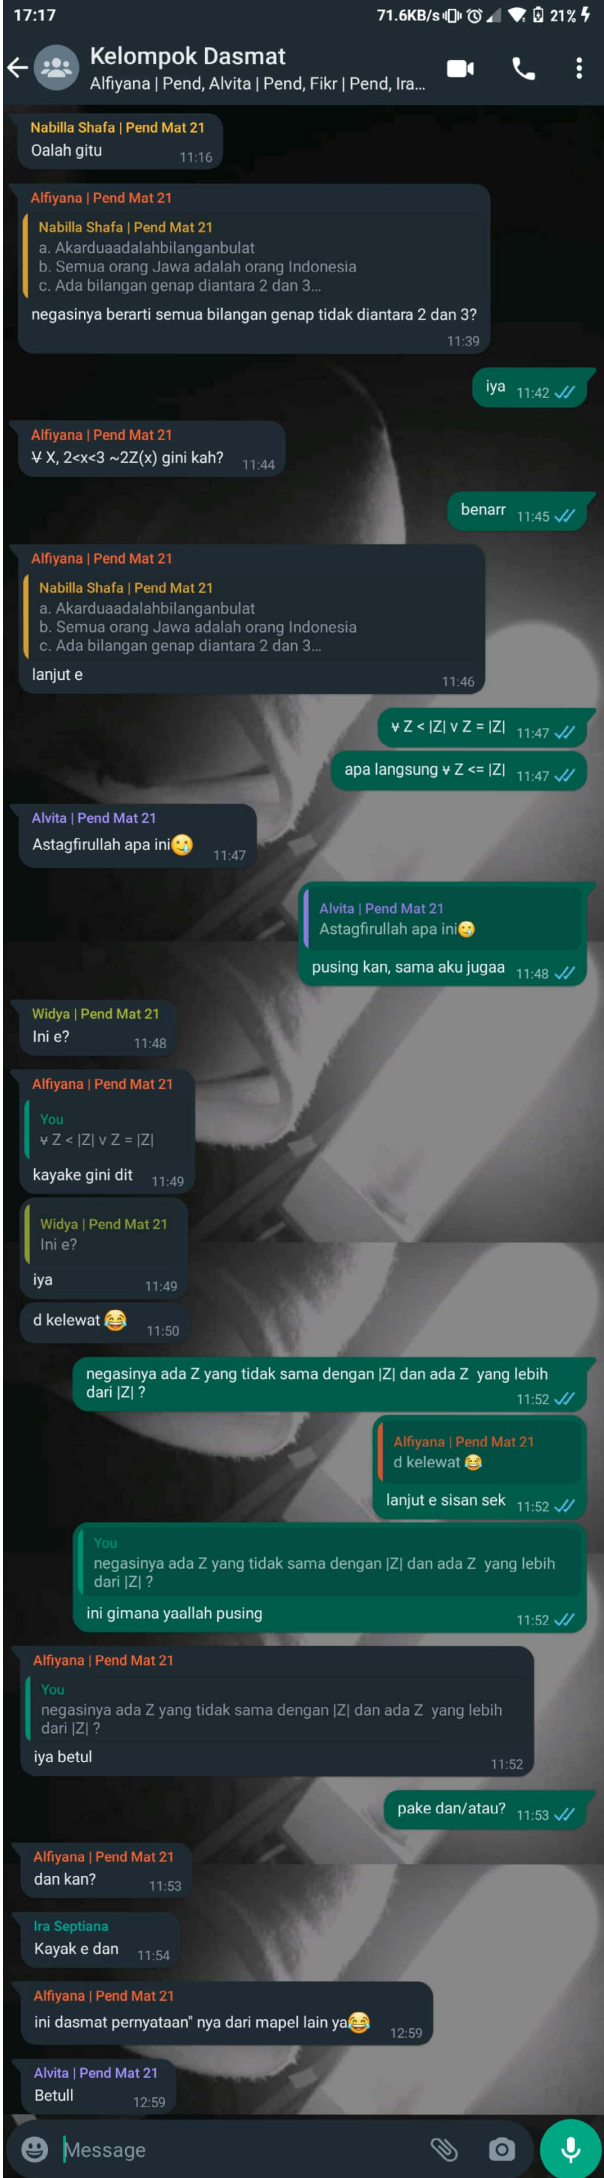 17:17
71.6KB/s 21%
Kelompok Dasmat
Alfiyana | Pend, Alvita | Pend, Fikr | Pend, Ira...
Nabilla Shafa | Pend Mat 21
Oalah gitu 11:16
Alfiyana | Pend Mat 21
Nabilla Shafa | Pend Mat 21
a. Akarduaadalahbilanganbulat
b. Semua orang Jawa adalah orang Indonesia
c. Ada bilangan genap diantara 2 dan 3...
negasinya berarti semua bilangan genap tidak diantara 2 dan 3?
11:39
iya 11:42
Alfiyana | Pend Mat 21
∀ X, 2<x<3 ~2Z(x) gini kah? 11:44
benarr 11:45
Alfiyana | Pend Mat 21
Nabilla Shafa | Pend Mat 21
a. Akarduaadalahbilanganbulat
b. Semua orang Jawa adalah orang Indonesia
c. Ada bilangan genap diantara 2 dan 3...
lanjut e
11:46
∀ Z < |Z| v Z = |Z| 11:47
apa langsung ∀ Z <= |Z| 11:47
Alvita | Pend Mat 21
Astagfirullah apa ini🥲 11:47
Alvita | Pend Mat 21
Astagfirullah apa ini🥲
pusing kan, sama aku jugaa 11:48
Widya | Pend Mat 21
Ini e? 11:48
Alfiyana | Pend Mat 21
You
∀ Z < |Z| v Z = |Z|
kayake gini dit 11:49
Widya | Pend Mat 21
Ini e?
iya 11:49
d kelewat 😂 11:50
negasinya ada Z yang tidak sama dengan |Z| dan ada Z yang lebih
dari |Z| ? 11:52
Alfiyana | Pend Mat 21
d kelewat 😂
lanjut e sisan sek 11:52
You
negasinya ada Z yang tidak sama dengan |Z| dan ada Z yang lebih
dari |Z| ?
ini gimana yaallah pusing 11:52
Alfiyana | Pend Mat 21
You
negasinya ada Z yang tidak sama dengan |Z| dan ada Z yang lebih
dari |Z| ?
iya betul
11:52
pake dan/atau? 11:53
Alfiyana | Pend Mat 21
dan kan? 11:53
Ira Septiana
Kayak e dan 11:54
Alfiyana | Pend Mat 21
ini dasmat pernyataan" nya dari mapel lain ya😂 12:59
Alvita | Pend Mat 21
Betull 12:59
Message